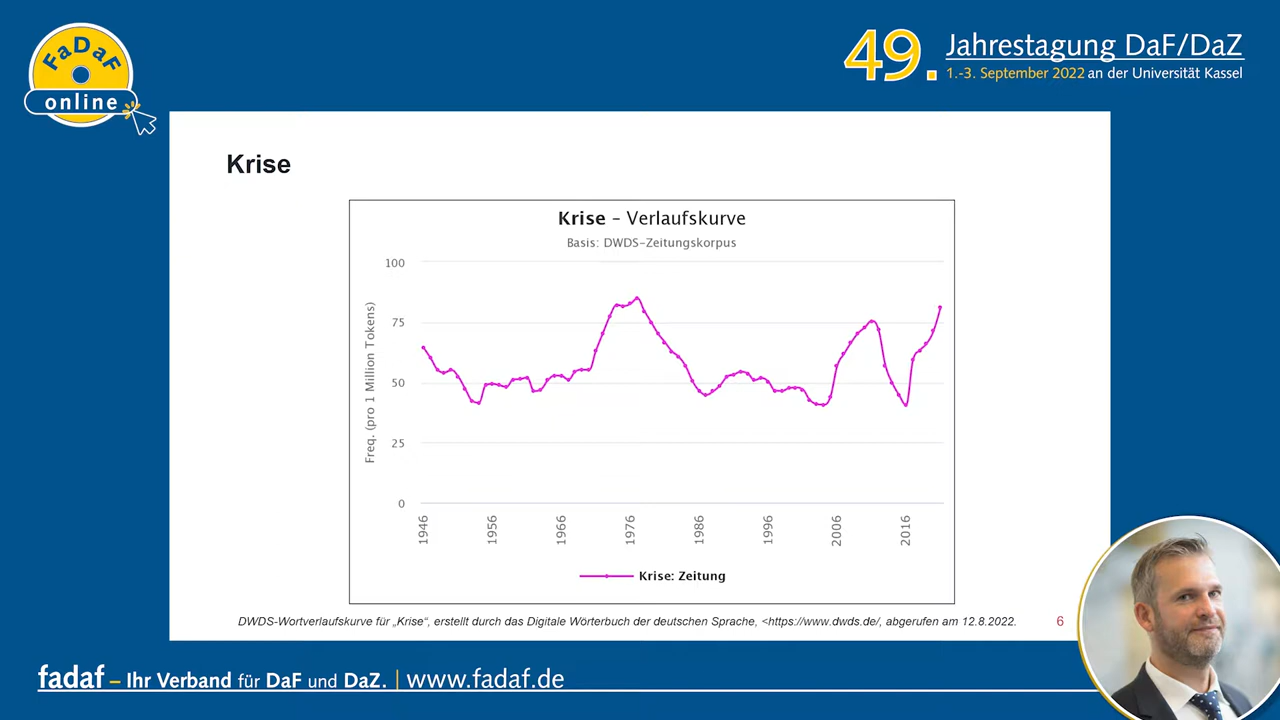 FaDaF
online
49. Jahrestagung DaF/DaZ
1.-3. September 2022 an der Universität Kassel
Krise
Krise – Verlaufskurve
Basis: DWDS-Zeitungskorpus
Freq. (pro 1 Million Tokens)
100
75
50
25
0
1946 1956 1966 1976 1986 1996 2006 2016
Krise: Zeitung
DWDS-Wortverlaufskurve für „Krise“, erstellt durch das Digitale Wörterbuch der deutschen Sprache, <https://www.dwds.de/, abgerufen am 12.8.2022.
6
fadaf – Ihr Verband für DaF und DaZ. | www.fadaf.de